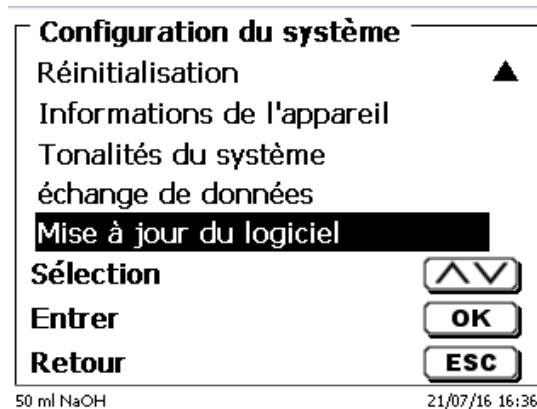 Configuration du système
Réinitialisation
Informations de l'appareil
Tonalités du système
échange de données
Mise à jour du logiciel
Sélection
Entrer OK
Retour ESC
50 ml NaOH 21/07/16 16:36